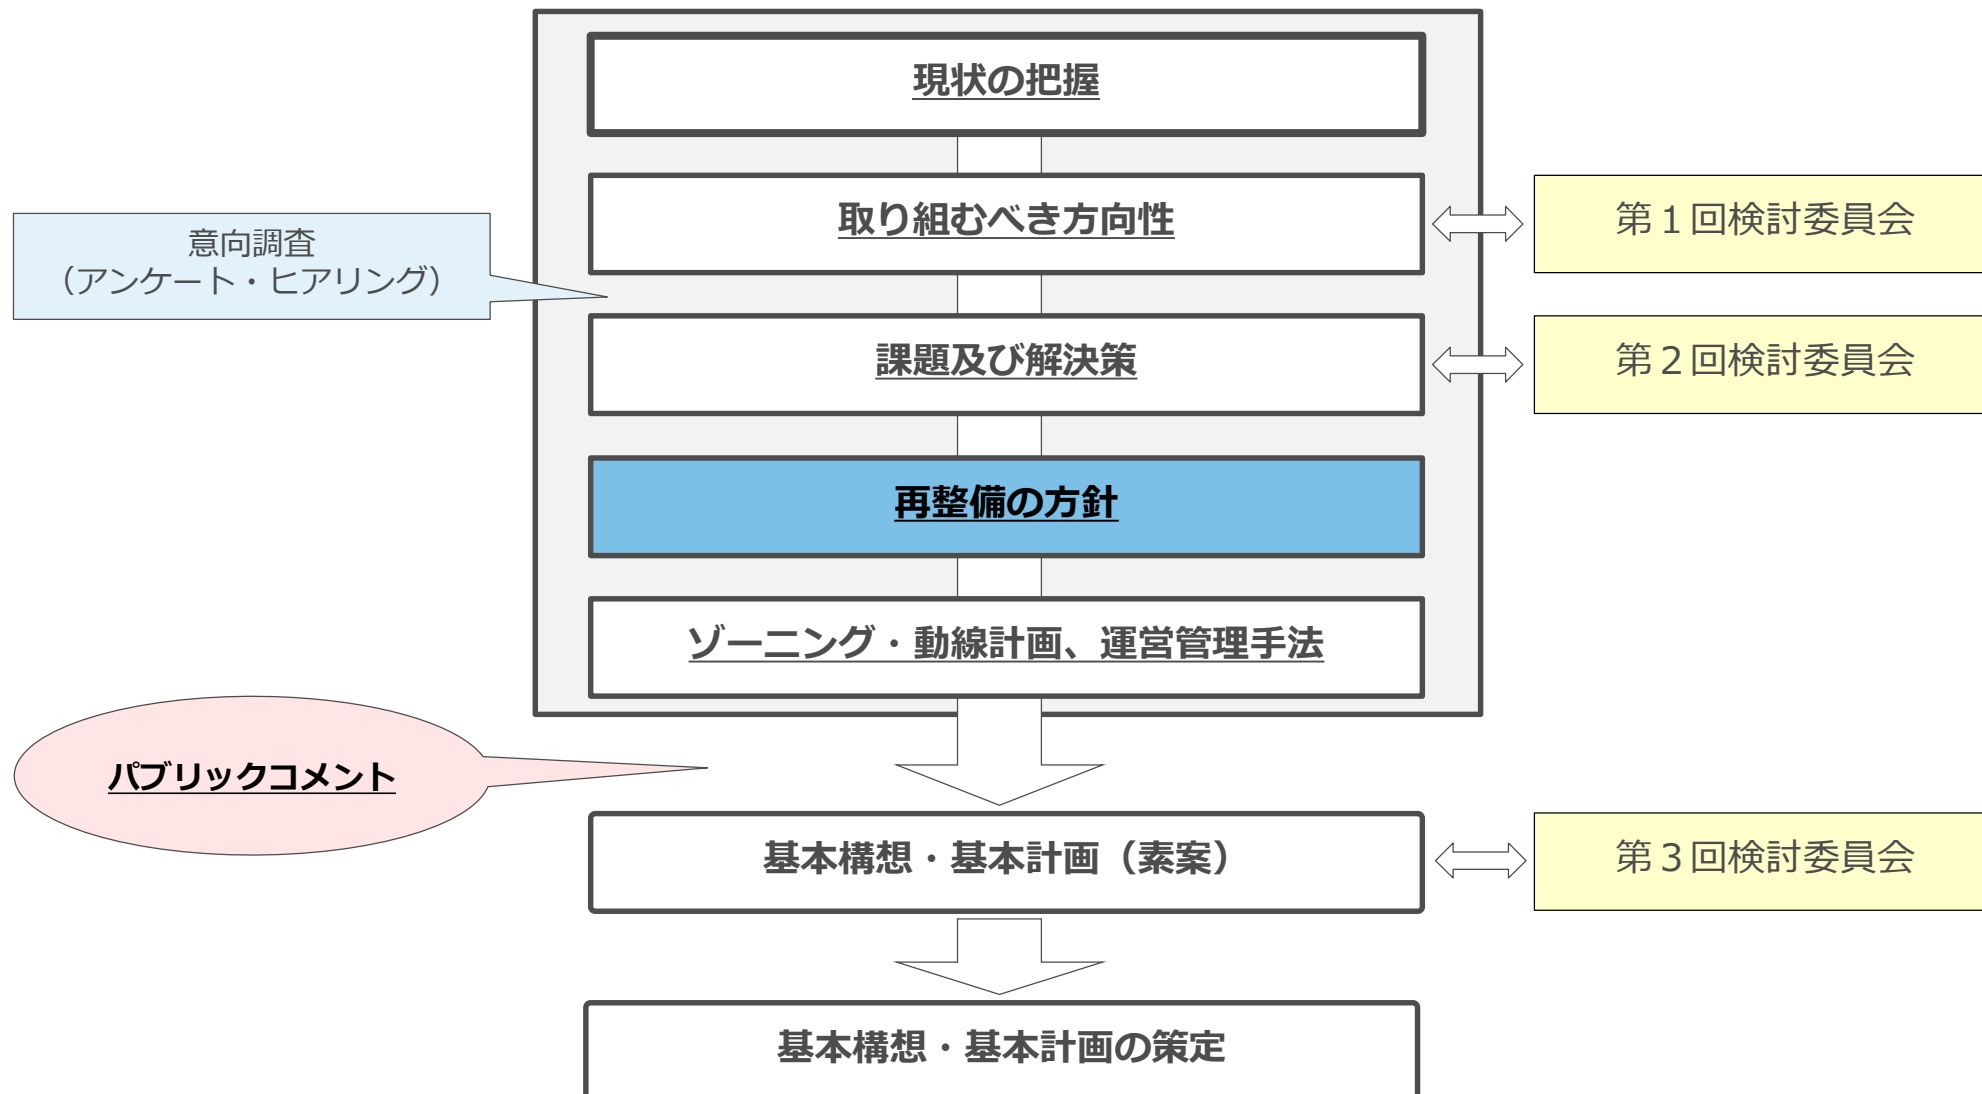 現状の把握
取り組むべき方向性
第１回検討委員会
意向調査
（アンケート・ヒアリング）
課題及び解決策
第２回検討委員会
再整備の方針
ゾーニング・動線計画、運営管理手法
パブリックコメント
基本構想・基本計画（素案）
第３回検討委員会
基本構想・基本計画の策定